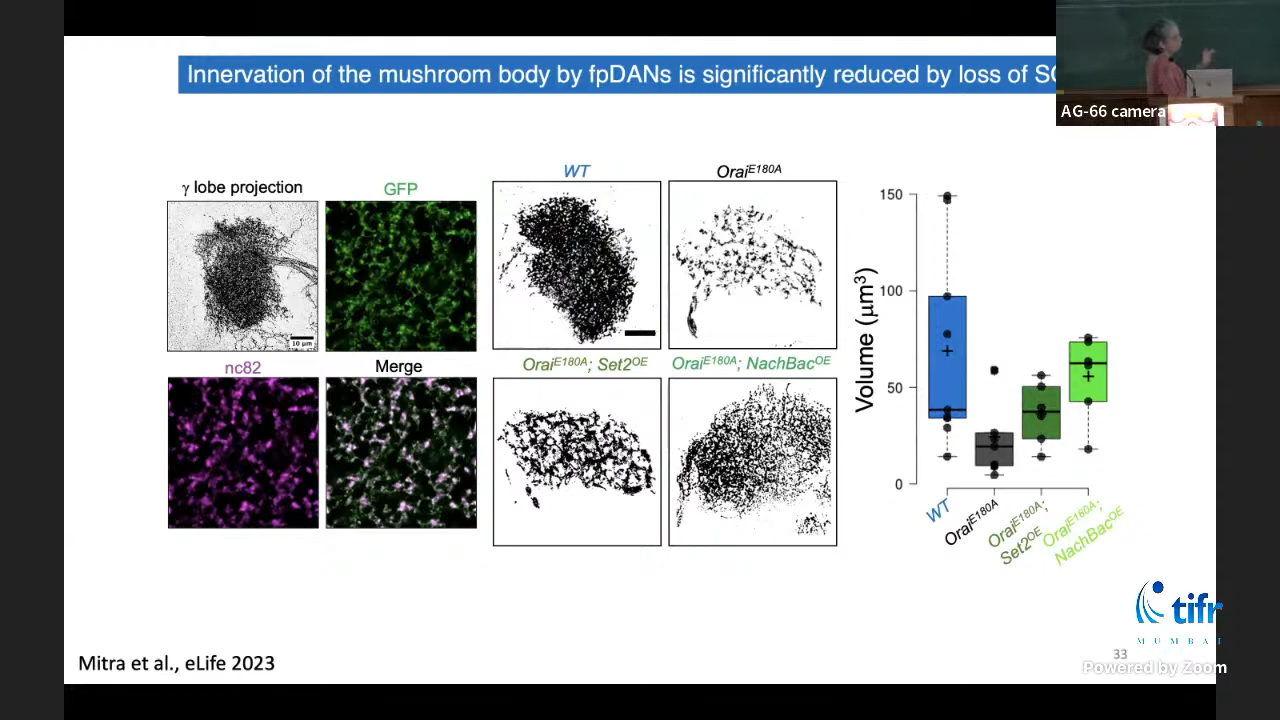 Innervation of the mushroom body by fpDANs is significantly reduced by loss of
AG-66 camera
γ lobe projection
GFP
10 μm
nc82
Merge
WT
Orai^E180A
Orai^E180A; Set2^OE
Orai^E180A; NachBac^OE
Volume (μm³)
150
100
50
0
WT
Orai^E180A
Orai^E180A;
Set2^OE
Orai^E180A;
NachBac^OE
tifr
MUMBAI
33
Powered by Zoom
Mitra et al., eLife 2023